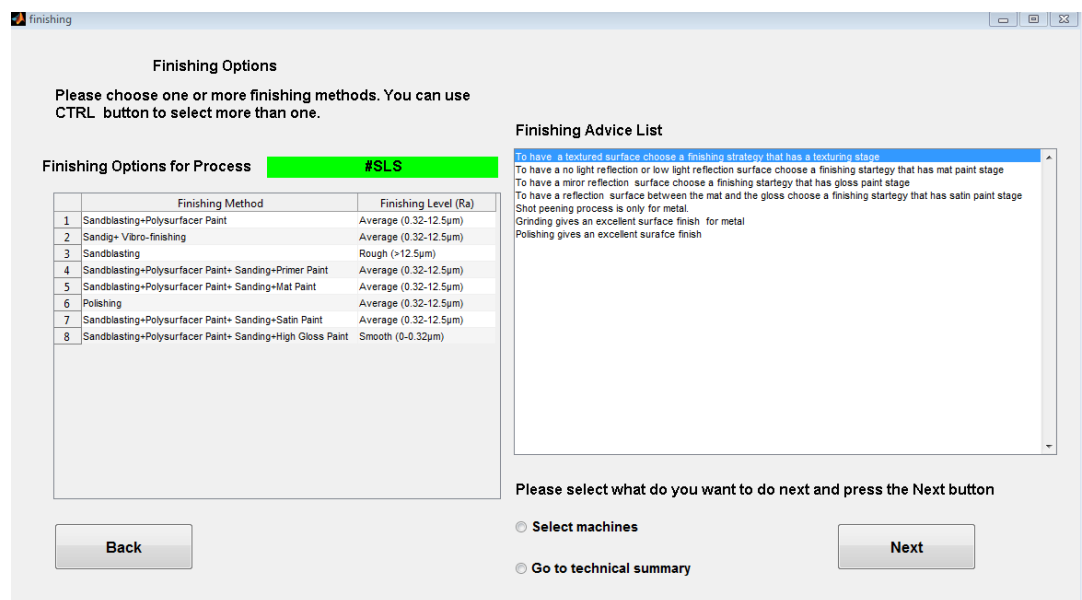 finishing
Finishing Options
Please choose one or more finishing methods. You can use
CTRL button to select more than one.
Finishing Options for Process #SLS
Finishing Method Finishing Level (Ra)
1 Sandblasting+Polysurfacer Paint Average (0.32-12.5µm)
2 Sandig+ Vibro-finishing Average (0.32-12.5µm)
3 Sandblasting Rough (>12.5µm)
4 Sandblasting+Polysurfacer Paint+ Sanding+Primer Paint Average (0.32-12.5µm)
5 Sandblasting+Polysurfacer Paint+ Sanding+Mat Paint Average (0.32-12.5µm)
6 Polishing Average (0.32-12.5µm)
7 Sandblasting+Polysurfacer Paint+ Sanding+Satin Paint Average (0.32-12.5µm)
8 Sandblasting+Polysurfacer Paint+ Sanding+High Gloss Paint Smooth (0-0.32µm)
Finishing Advice List
To have a textured surface choose a finishing strategy that has a texturing stage
To have a no light reflection or low light reflection surface choose a finishing startegy that has mat paint stage
To have a miror reflection surface choose a finishing startegy that has gloss paint stage
To have a reflection surface between the mat and the gloss choose a finishing startegy that has satin paint stage
Shot peening process is only for metal.
Grinding gives an excellent surface finish for metal
Polishing gives an excellent surafce finish
Please select what do you want to do next and press the Next button
Select machines
Go to technical summary
Back
Next